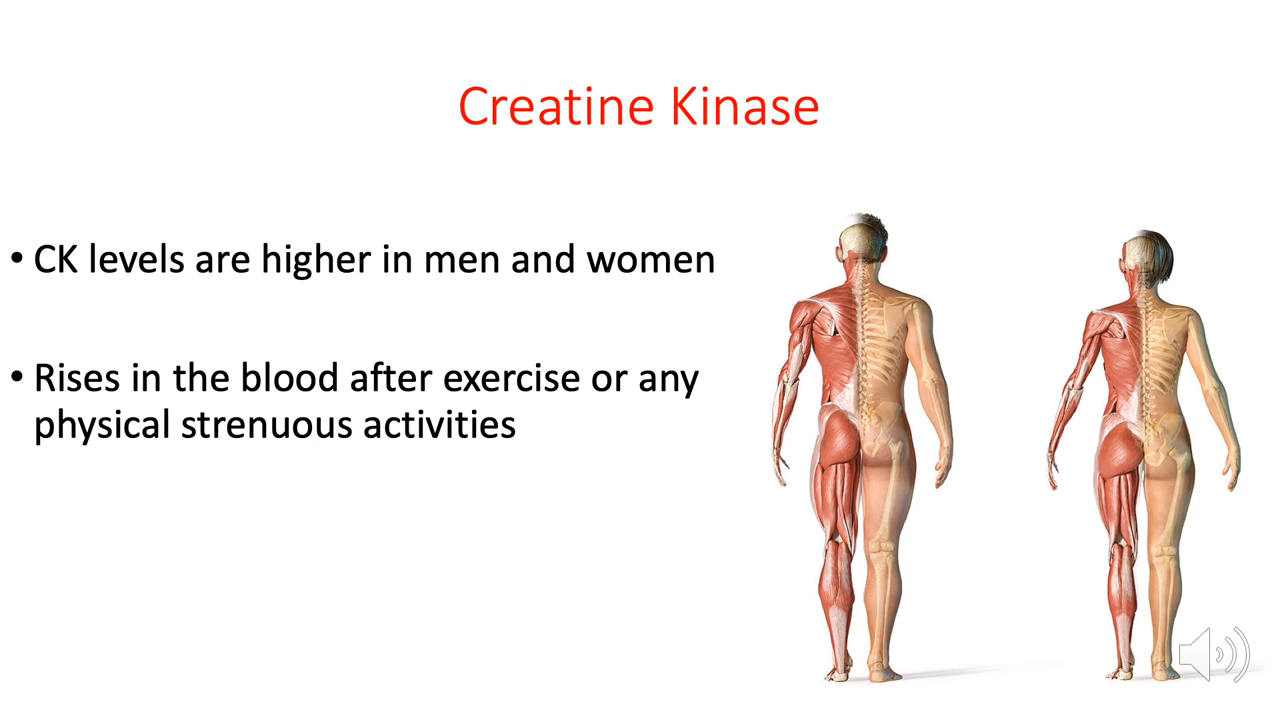 Creatine Kinase
• CK levels are higher in men and women
• Rises in the blood after exercise or any
physical strenuous activities